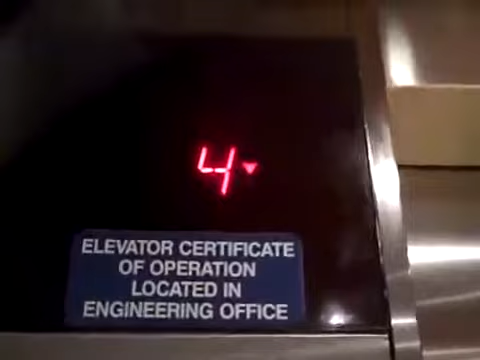 4▼
ELEVATOR CERTIFICATE
OF OPERATION
LOCATED IN
ENGINEERING OFFICE